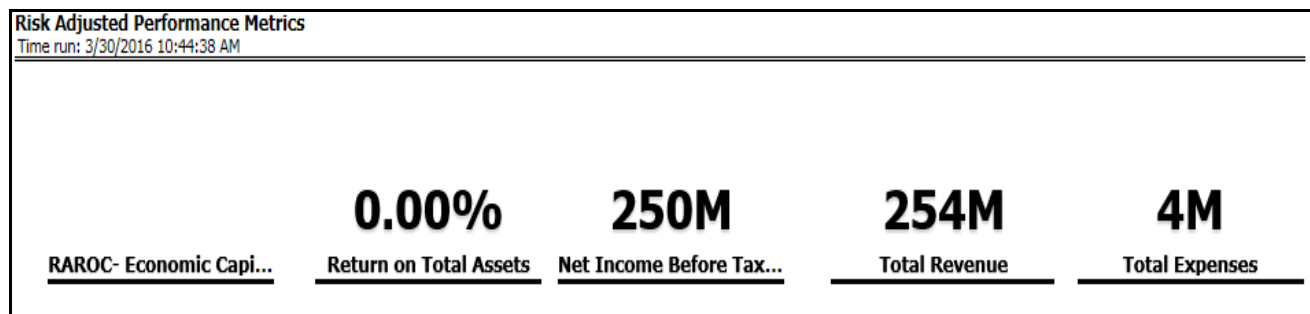 Risk Adjusted Performance Metrics
Time run: 3/30/2016 10:44:38 AM
0.00% 250M 254M 4M
RAROC- Economic Capi... Return on Total Assets Net Income Before Tax... Total Revenue Total Expenses